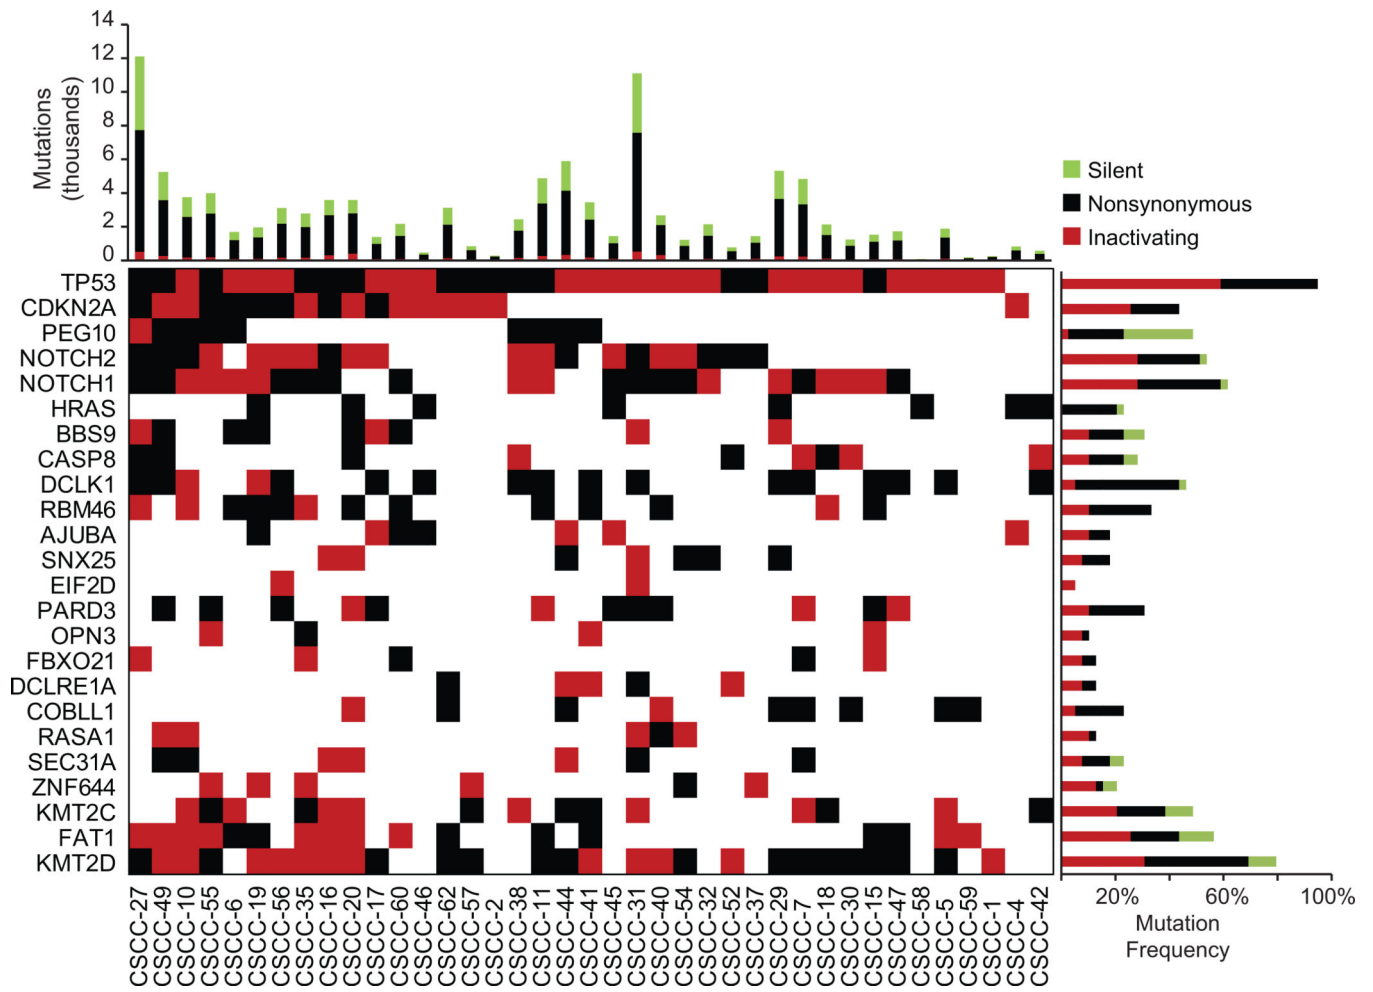 Mutations
(thousands)
14
12
10
8
6
4
2
0
Silent
Nonsynonymous
Inactivating
TP53
CDKN2A
PEG10
NOTCH2
NOTCH1
HRAS
BBS9
CASP8
DCLK1
RBM46
AJUBA
SNX25
EIF2D
PARD3
OPN3
FBXO21
DCLRE1A
COBLL1
RASA1
SEC31A
ZNF644
KMT2C
FAT1
KMT2D
CSCC-27
CSCC-49
CSCC-10
CSCC-55
CSCC-6
CSCC-19
CSCC-56
CSCC-35
CSCC-16
CSCC-20
CSCC-17
CSCC-60
CSCC-46
CSCC-62
CSCC-57
CSCC-2
CSCC-38
CSCC-11
CSCC-44
CSCC-41
CSCC-45
CSCC-31
CSCC-40
CSCC-54
CSCC-32
CSCC-52
CSCC-37
CSCC-29
CSCC-7
CSCC-18
CSCC-30
CSCC-15
CSCC-47
CSCC-58
CSCC-5
CSCC-59
CSCC-1
CSCC-4
CSCC-42
20% 60% 100%
Mutation
Frequency